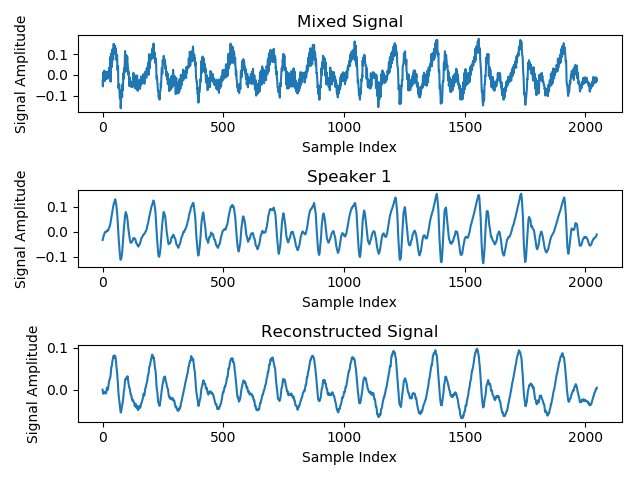 Mixed Signal
Signal Amplitude
0.1
0.0
−0.1
0 500 1000 1500 2000
Sample Index
Speaker 1
Signal Amplitude
0.1
0.0
−0.1
0 500 1000 1500 2000
Sample Index
Reconstructed Signal
Signal Amplitude
0.1
0.0
0 500 1000 1500 2000
Sample Index